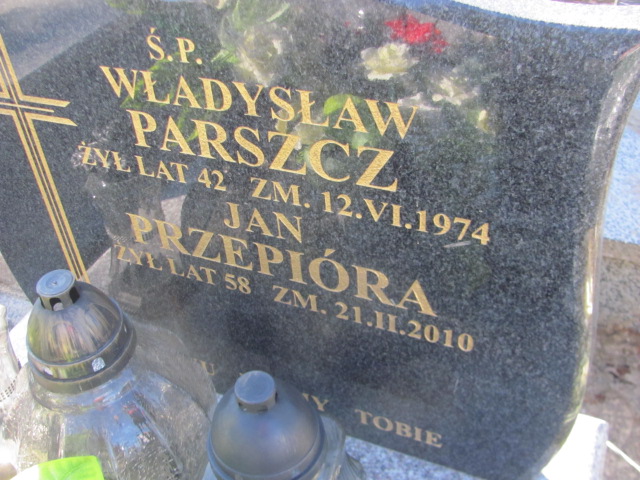 Ś.P.
WŁADYSŁAW
PARSZCZ
ŻYŁ LAT 42 ZM. 12.VI.1974
JAN
PRZEPIÓRA
ŻYŁ LAT 58 ZM. 21.II.2010
TOBIE